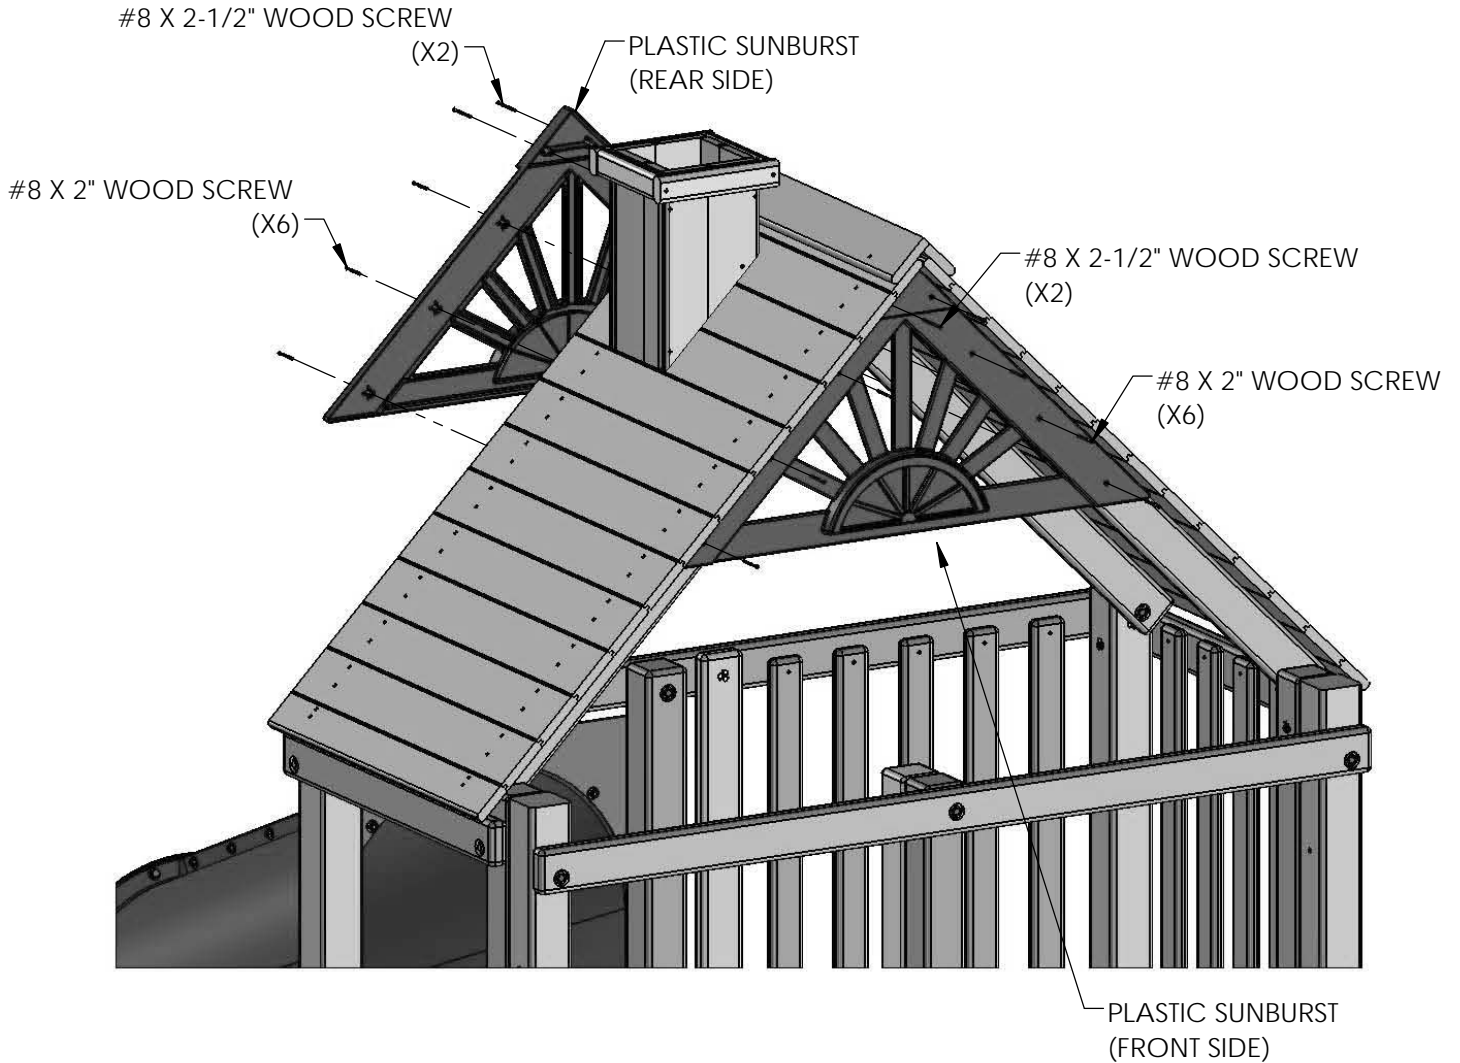 #8 X 2-1/2" WOOD SCREW
(X2)
PLASTIC SUNBURST
(REAR SIDE)
#8 X 2" WOOD SCREW
(X6)
#8 X 2-1/2" WOOD SCREW
(X2)
#8 X 2" WOOD SCREW
(X6)
PLASTIC SUNBURST
(FRONT SIDE)